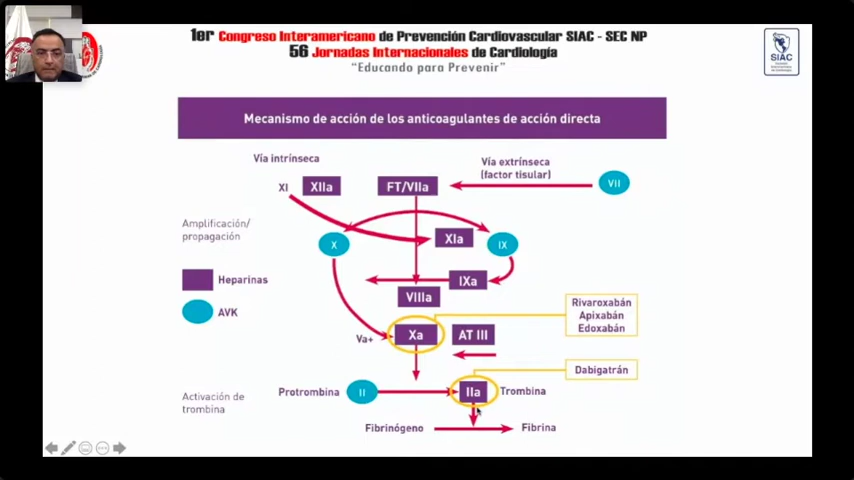 1er Congreso Interamericano de Prevención Cardiovascular SIAC - SEC NP
56 Jornadas Internacionales de Cardiología
"Educando para Prevenir"
SIAC
Mecanismo de acción de los anticoagulantes de acción directa
Vía intrínseca
Vía extrínseca
(factor tisular)
XI
XIIa
FT/VIIa
VII
Amplificación/
propagación
X
XIa
IX
Heparinas
IXa
VIIIa
AVK
Rivaroxabán
Apixabán
Edoxabán
Va+
Xa
AT III
Dabigatrán
Activación de
trombina
Protrombina
II
IIa
Trombina
Fibrinógeno
Fibrina